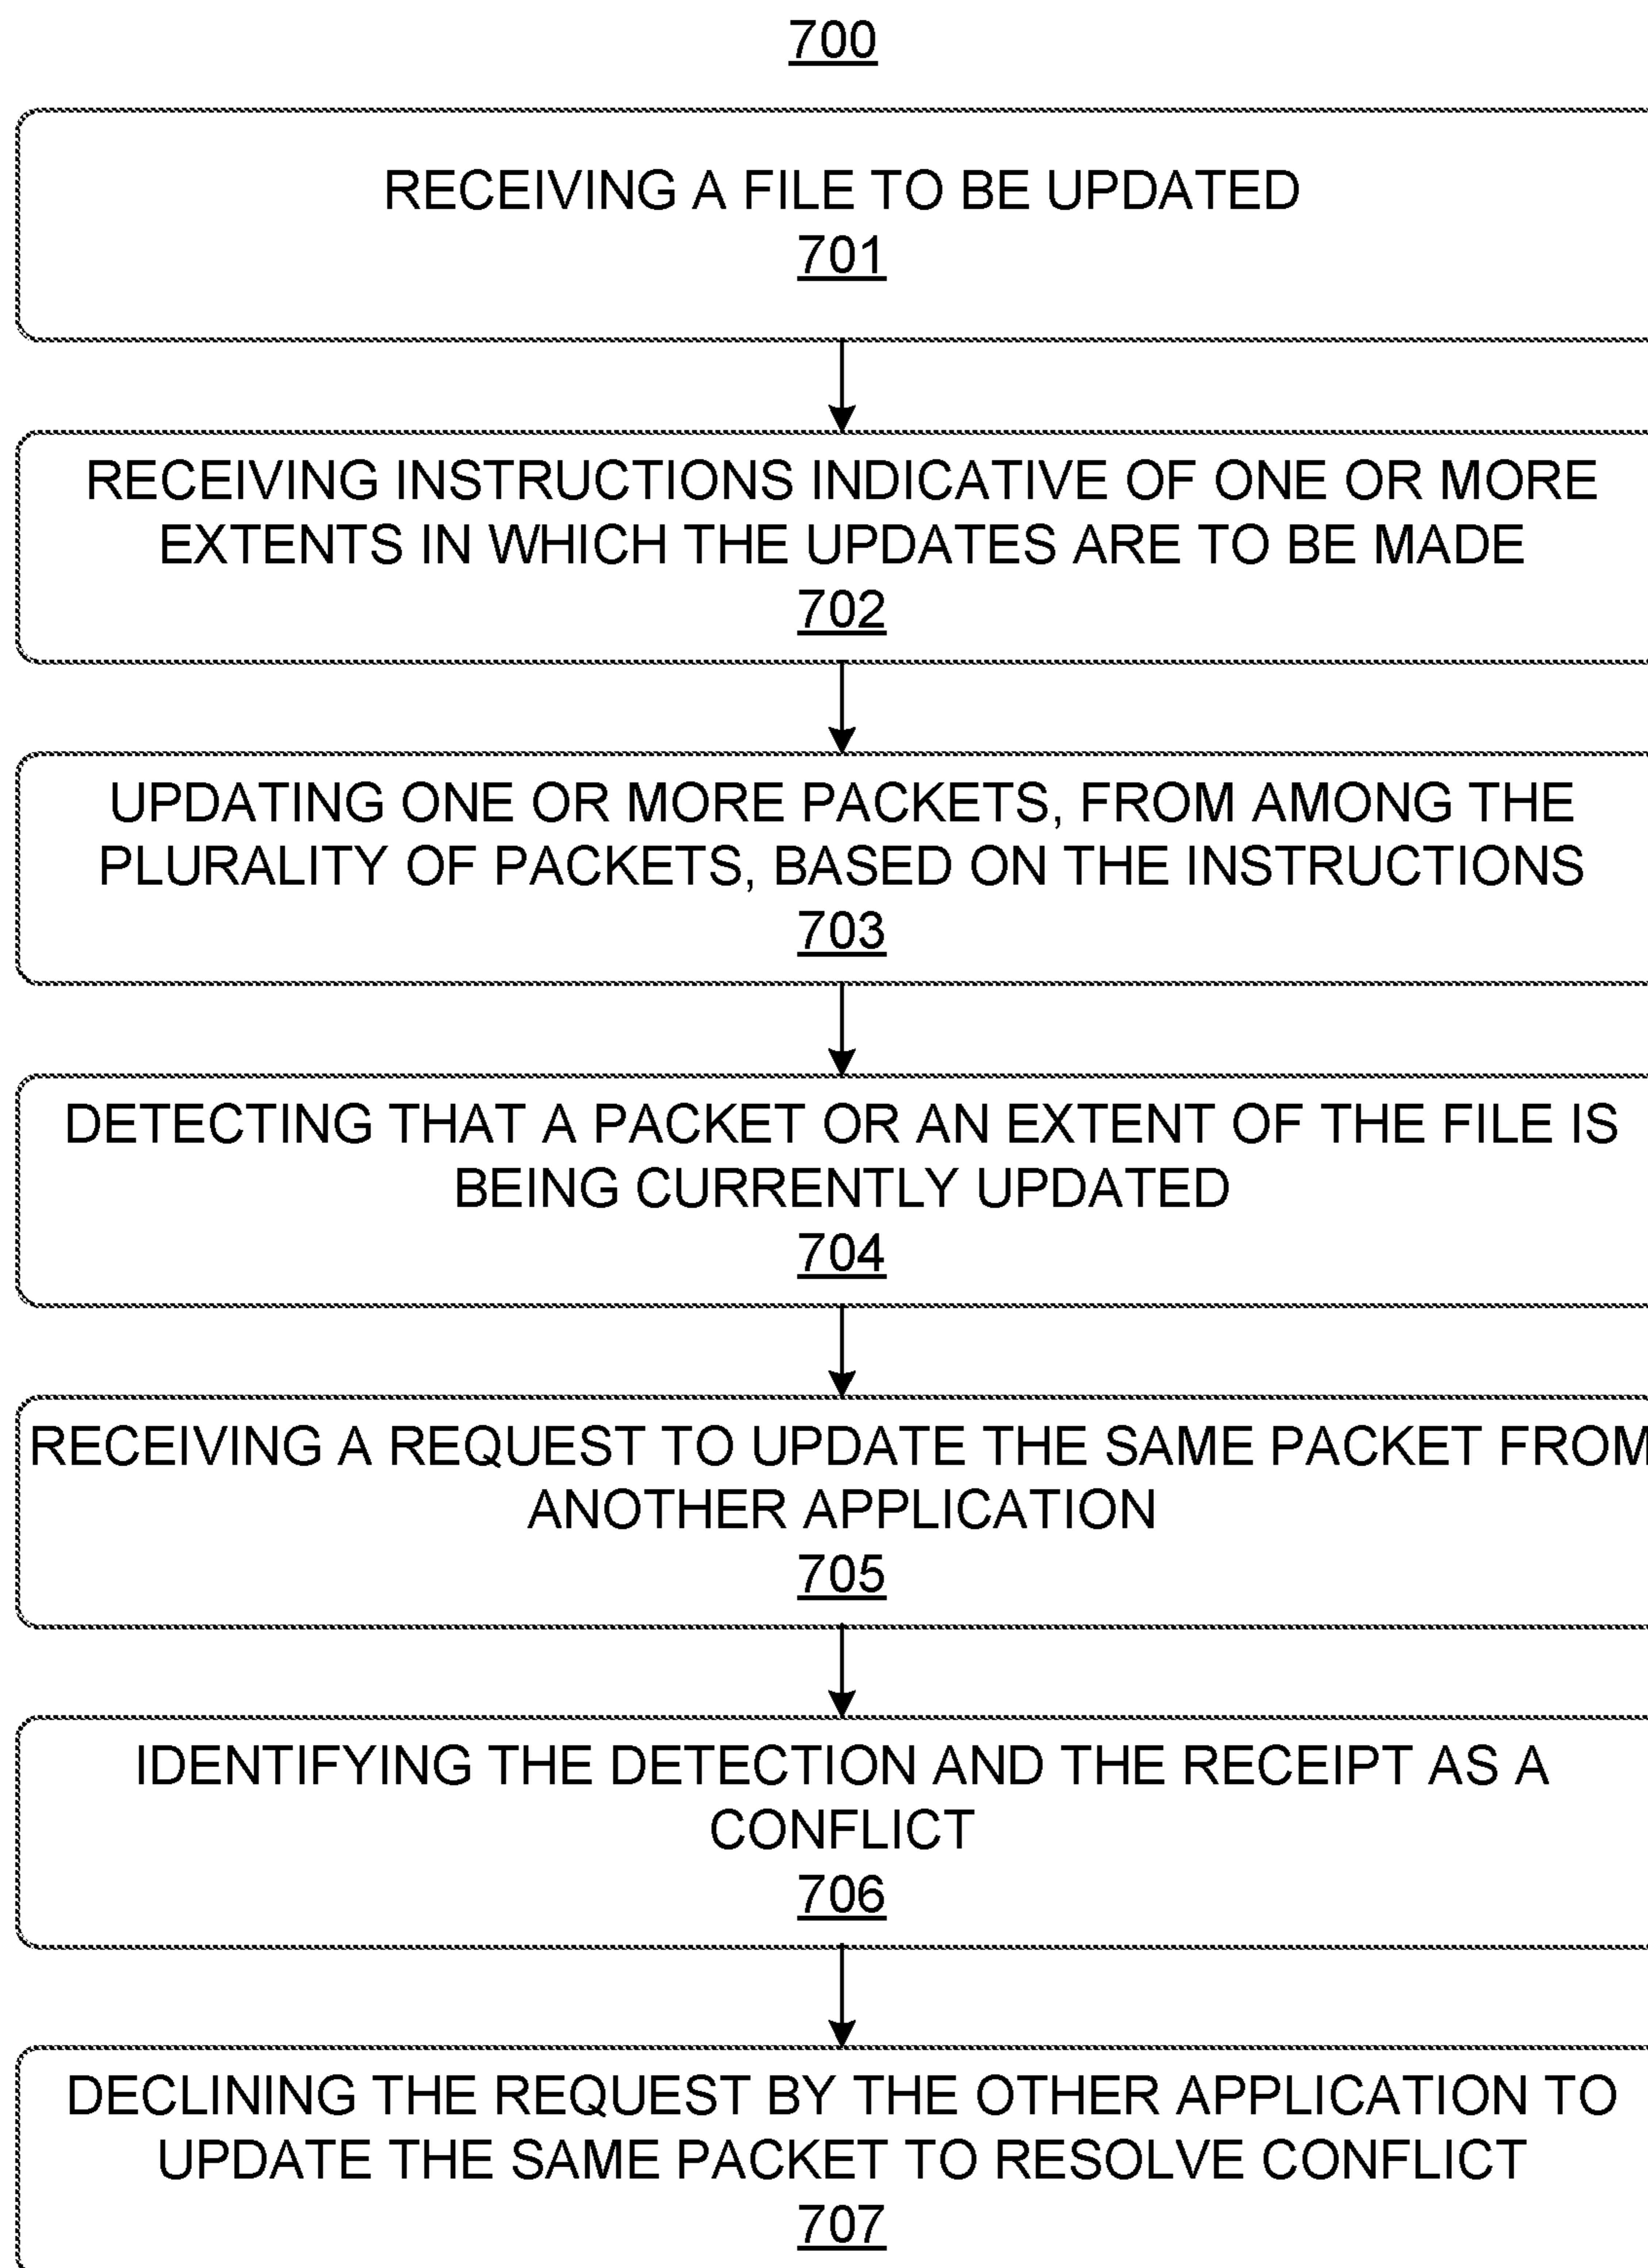 700
RECEIVING A FILE TO BE UPDATED
701
RECEIVING INSTRUCTIONS INDICATIVE OF ONE OR MORE
EXTENTS IN WHICH THE UPDATES ARE TO BE MADE
702
UPDATING ONE OR MORE PACKETS, FROM AMONG THE
PLURALITY OF PACKETS, BASED ON THE INSTRUCTIONS
703
DETECTING THAT A PACKET OR AN EXTENT OF THE FILE IS
BEING CURRENTLY UPDATED
704
RECEIVING A REQUEST TO UPDATE THE SAME PACKET FROM
ANOTHER APPLICATION
705
IDENTIFYING THE DETECTION AND THE RECEIPT AS A
CONFLICT
706
DECLINING THE REQUEST BY THE OTHER APPLICATION TO
UPDATE THE SAME PACKET TO RESOLVE CONFLICT
707